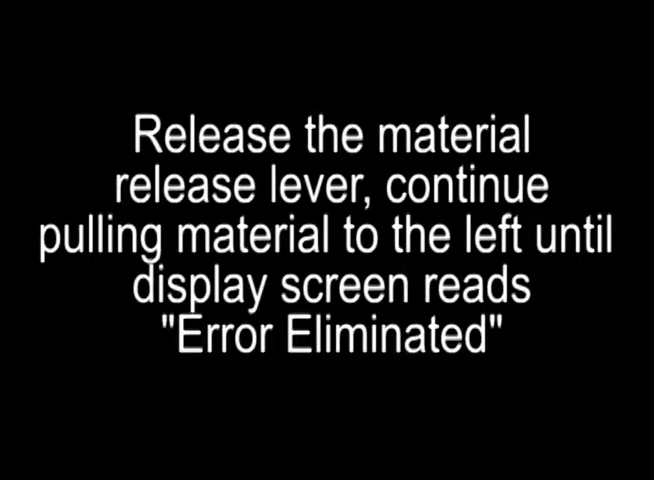 Release the material
release lever, continue
pulling material to the left until
display screen reads
"Error Eliminated"